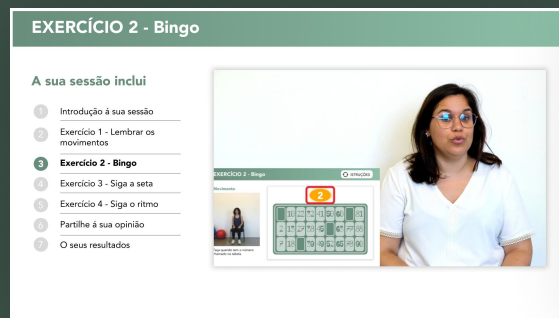 EXERCÍCIO 2 - Bingo
A sua sessão inclui
1 Introdução á sua sessão
2 Exercício 1 - Lembrar os
movimentos
3 Exercício 2 - Bingo
4 Exercício 3 - Siga a seta
5 Exercício 4 - Siga o ritmo
6 Partilhe á sua opinião
7 O seus resultados
EXERCÍCIO 2 - Bingo
INSTRUÇÕES
Movimento
2